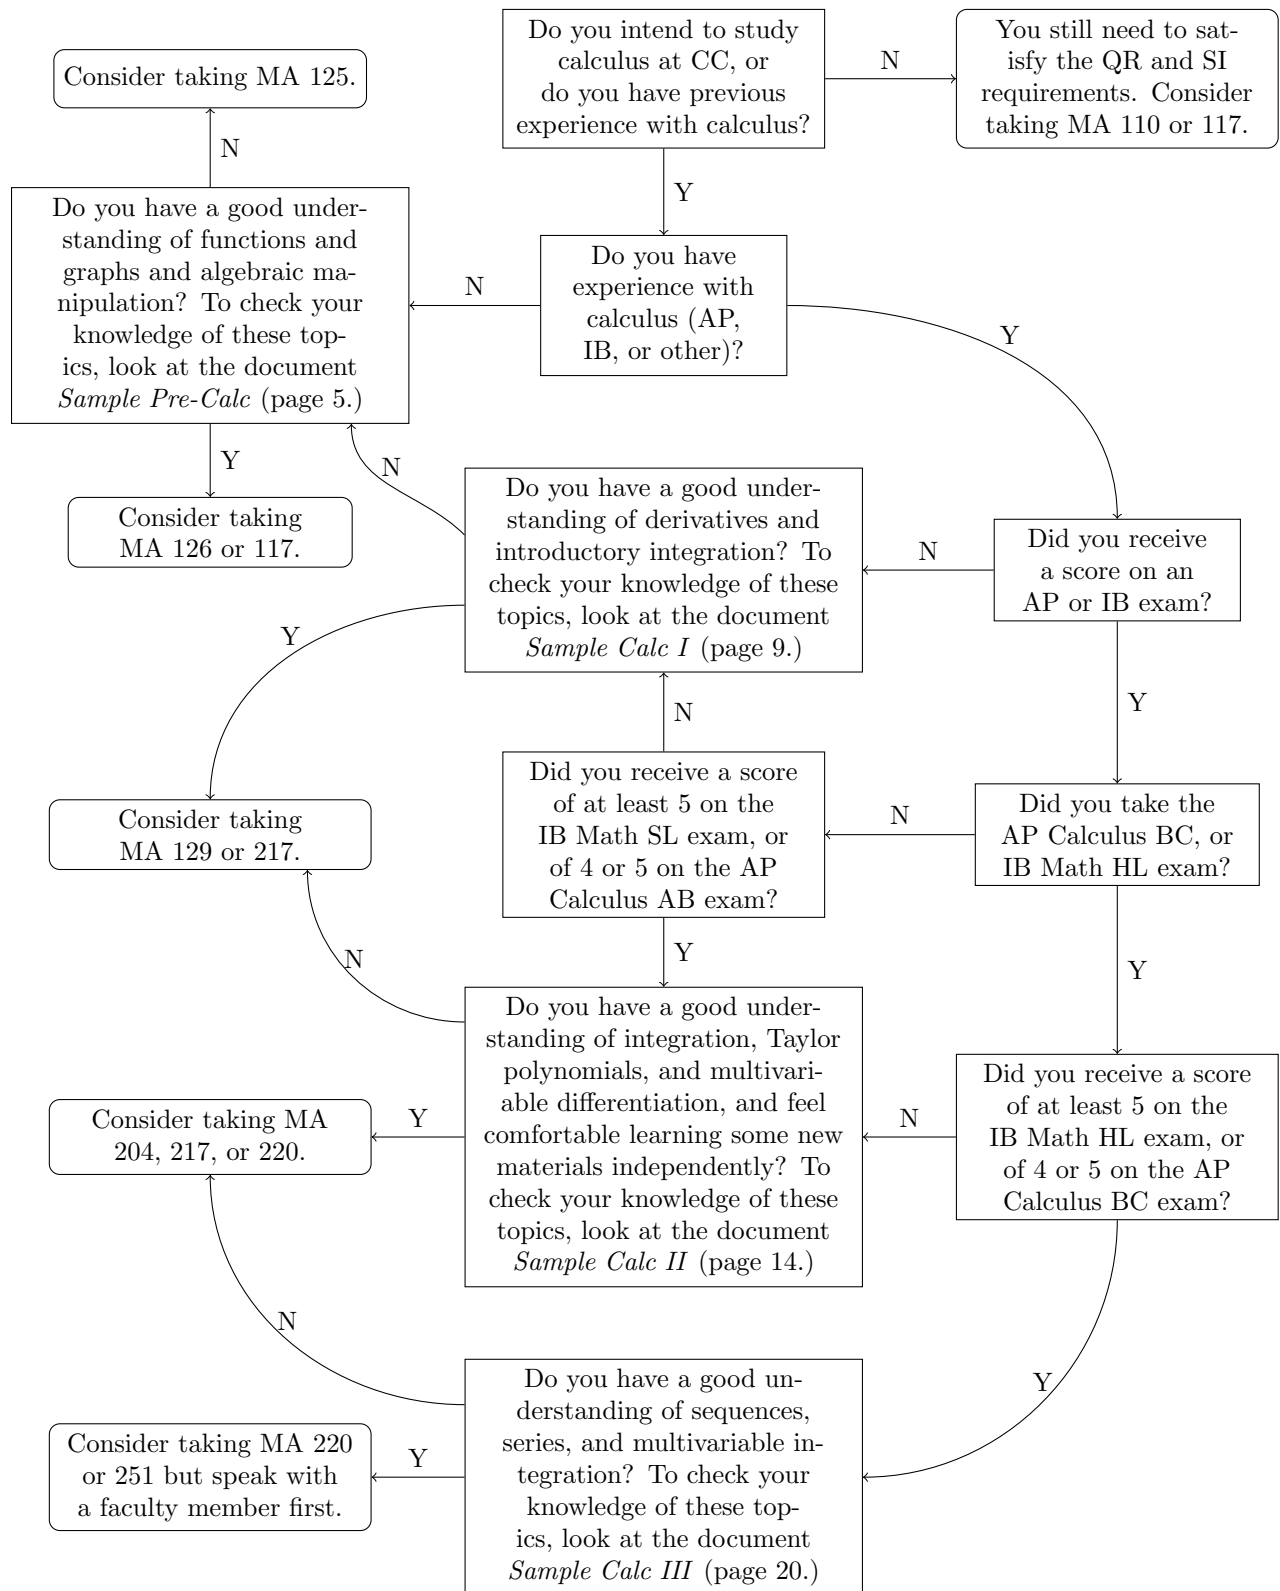 Do you intend to study
calculus at CC, or
do you have previous
experience with calculus?
N
You still need to sat-
isfy the QR and SI
requirements. Consider
taking MA 110 or 117.
Consider taking MA 125.
N
Y
Do you have a good under-
standing of functions and
graphs and algebraic ma-
nipulation? To check your
knowledge of these top-
ics, look at the document
Sample Pre-Calc (page 5.)
N
Do you have
experience with
calculus (AP,
IB, or other)?
Y
Y
N
Consider taking
MA 126 or 117.
Do you have a good under-
standing of derivatives and
introductory integration? To
check your knowledge of these
topics, look at the document
Sample Calc I (page 9.)
N
Did you receive
a score on an
AP or IB exam?
Y
N
Y
Consider taking
MA 129 or 217.
Did you receive a score
of at least 5 on the
IB Math SL exam, or
of 4 or 5 on the AP
Calculus AB exam?
N
Did you take the
AP Calculus BC, or
IB Math HL exam?
N
Y
Y
Do you have a good under-
standing of integration, Taylor
polynomials, and multivari-
able differentiation, and feel
comfortable learning some new
materials independently? To
check your knowledge of these
topics, look at the document
Sample Calc II (page 14.)
N
Did you receive a score
of at least 5 on the
IB Math HL exam, or
of 4 or 5 on the AP
Calculus BC exam?
Y
Consider taking MA
204, 217, or 220.
N
Y
Do you have a good un-
derstanding of sequences,
series, and multivariable in-
tegration? To check your
knowledge of these top-
ics, look at the document
Sample Calc III (page 20.)
Y
Consider taking MA 220
or 251 but speak with
a faculty member first.